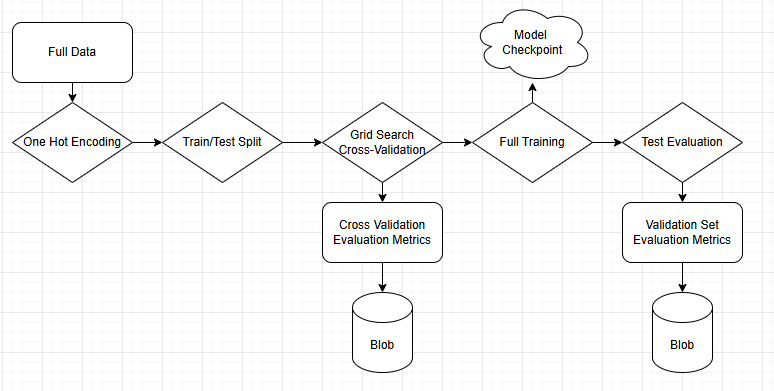 Full Data
Model
Checkpoint
One Hot Encoding
Train/Test Split
Grid Search
Cross-Validation
Full Training
Test Evaluation
Cross Validation
Evaluation Metrics
Validation Set
Evaluation Metrics
Blob
Blob